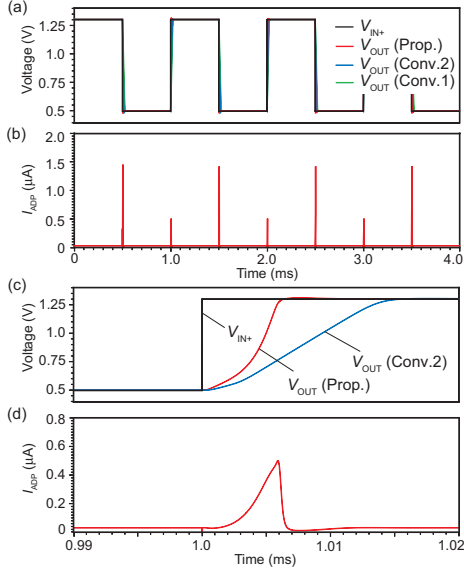 (a)
Voltage (V)
1.25
1.0
0.75
0.5
V_IN+
V_OUT (Prop.)
V_OUT (Conv.2)
V_OUT (Conv.1)
(b)
I_ADP (µA)
2.0
1.5
1.0
0.5
0
0 1.0 2.0 3.0 4.0
Time (ms)
(c)
Voltage (V)
1.25
1.0
0.75
0.5
V_IN+
V_OUT (Prop.)
V_OUT (Conv.2)
(d)
I_ADP (µA)
0.8
0.6
0.4
0.2
0
0.99 1.0 1.01 1.02
Time (ms)